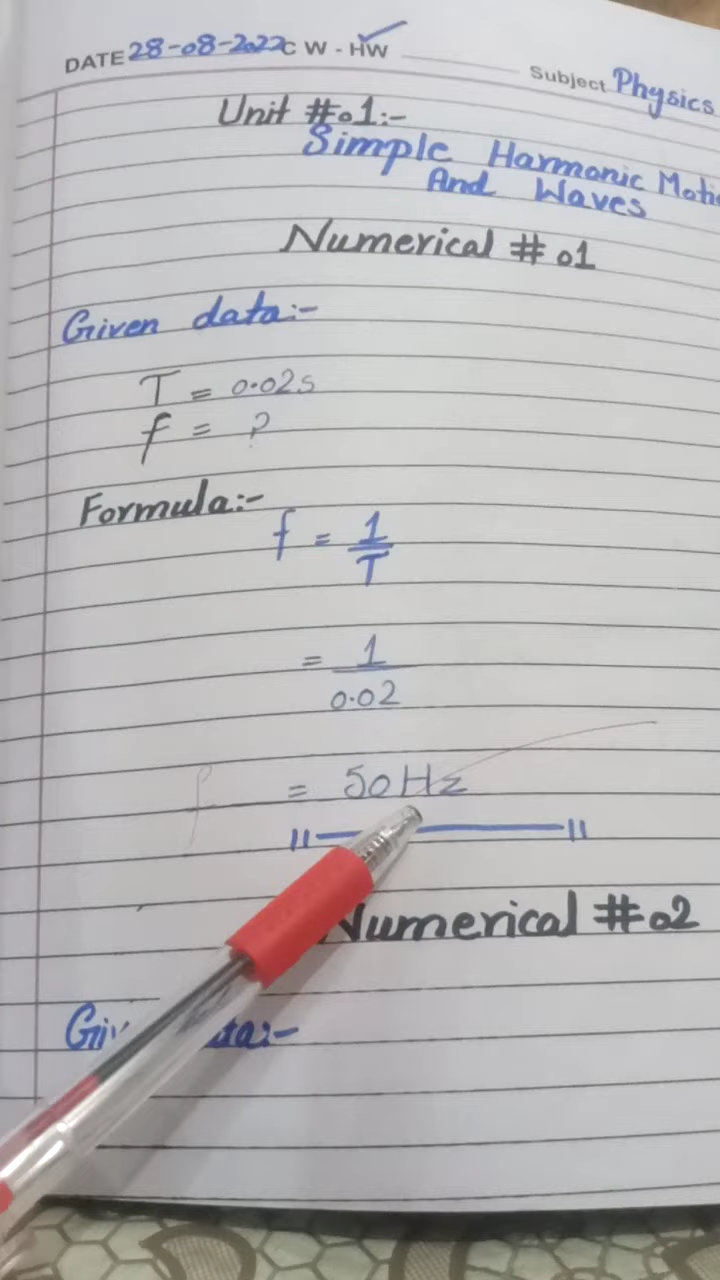 DATE 28-08-2022 C W - HW
Subject Physics
Unit #01:-
Simple Harmonic
And Waves
Numerical #01
Given data:-
T = 0.02s
f = ?
Formula:-
f = 1/T
= 1/0.02
f = 50Hz
Numerical #02